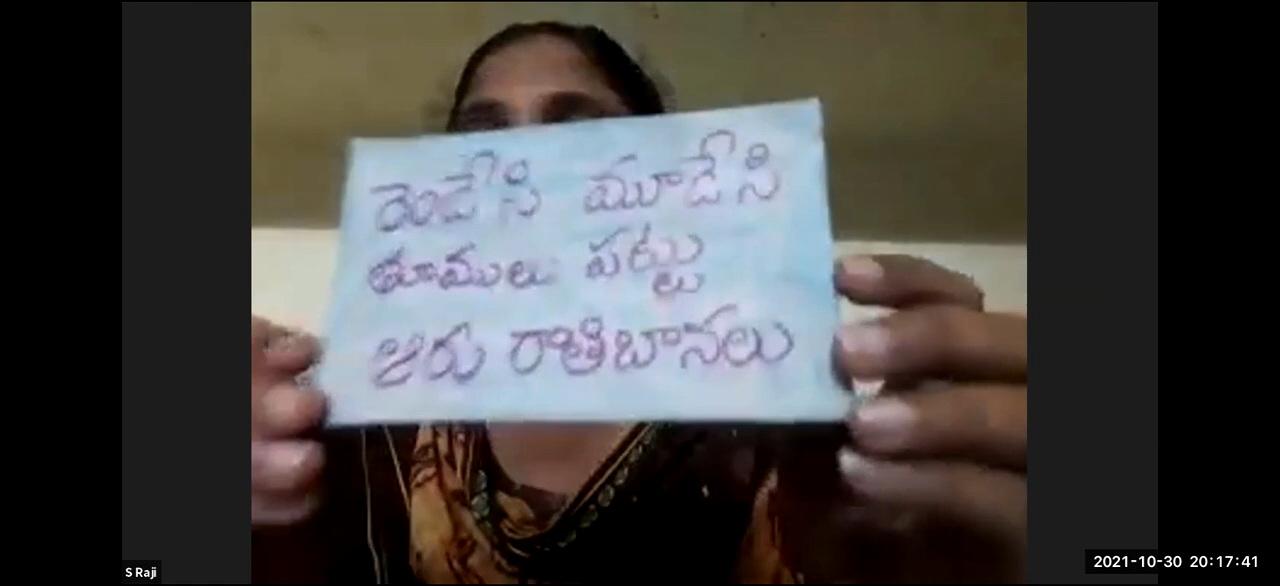 రెండేసి మూడేసి
తూములు పట్టు
ఆరు రాతిబానలు
S Raji
2021-10-30 20:17:41